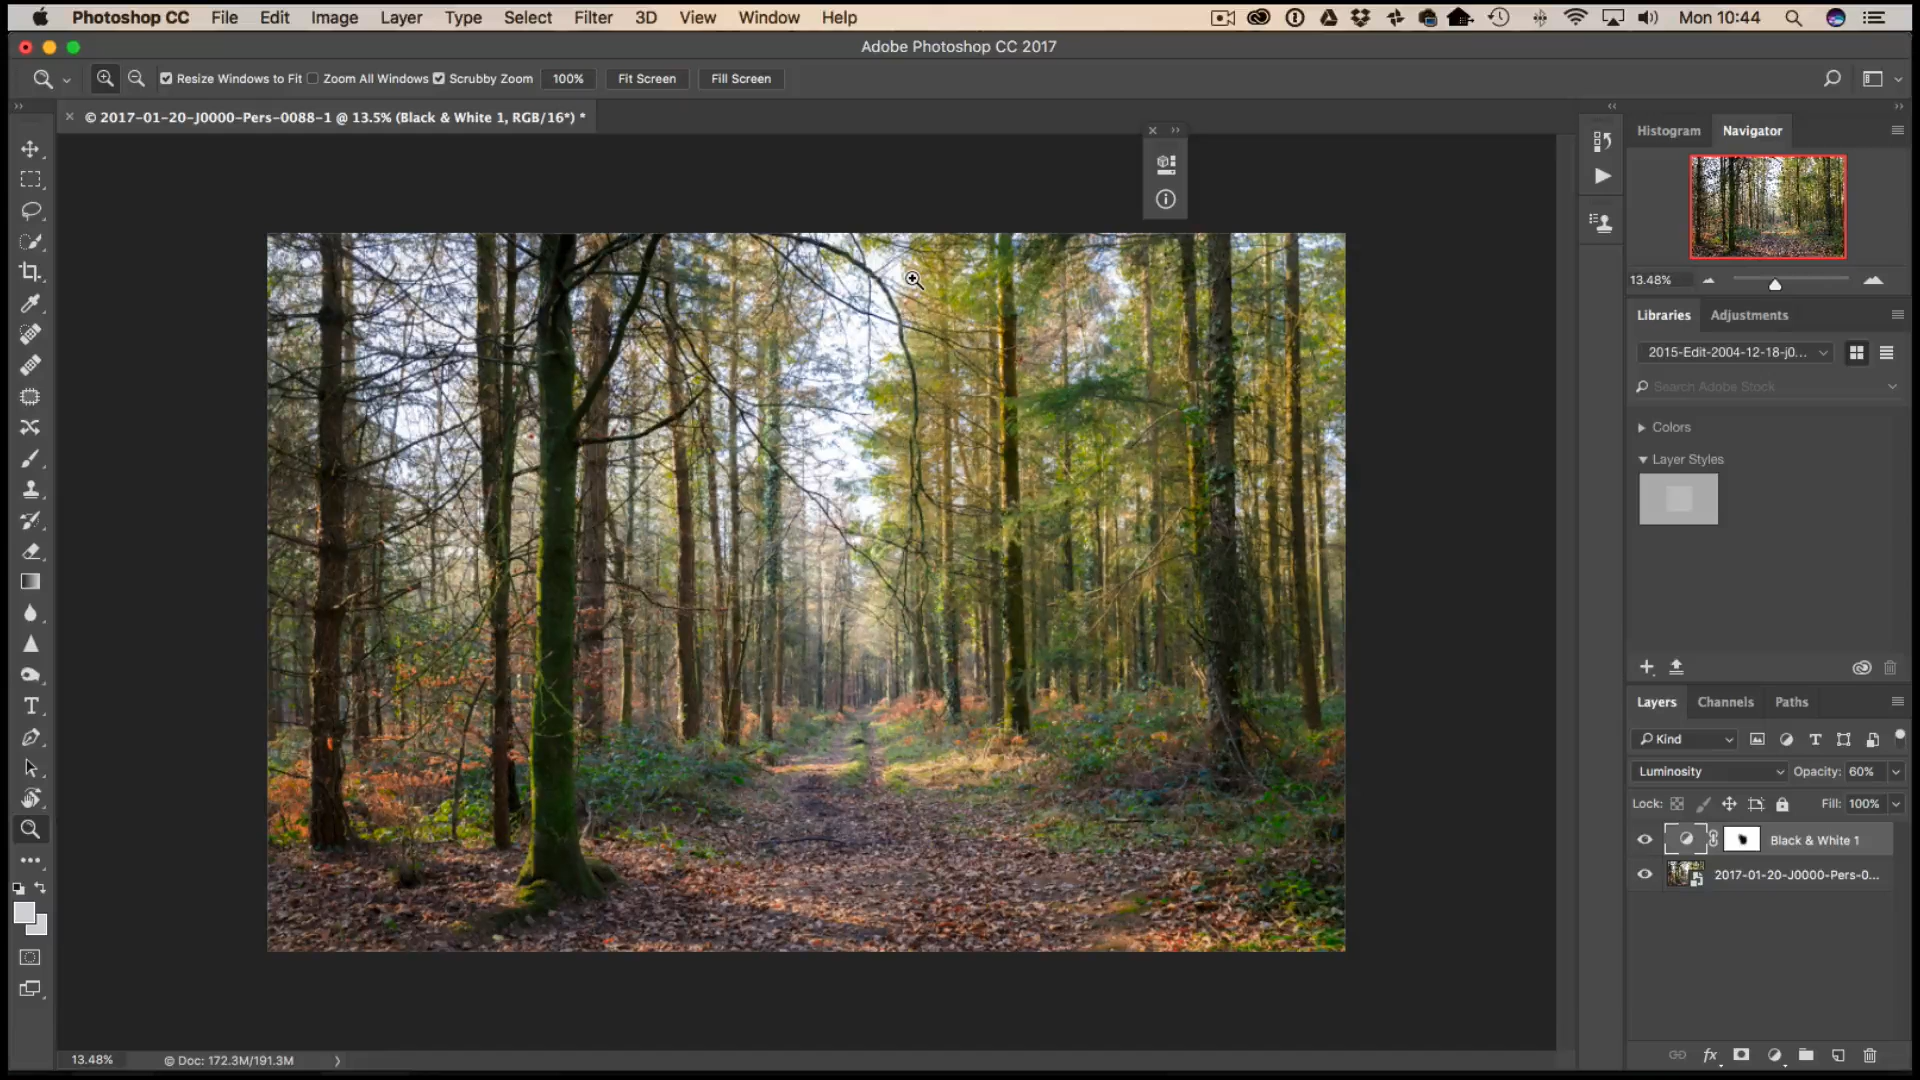 Photoshop CC File Edit Image Layer Type Select Filter 3D View Window Help Mon 10:44
Adobe Photoshop CC 2017
Resize Windows to Fit Zoom All Windows Scrubby Zoom 100% Fit Screen Fill Screen
© 2017-01-20-J0000-Pers-0088-1 @ 13.5% (Black & White 1, RGB/16*) *
Histogram Navigator
13.48%
Libraries Adjustments
2015-Edit-2004-12-18-j0...
Search Adobe Stock
Colors
Layer Styles
Layers Channels Paths
Kind
Luminosity Opacity: 60%
Lock: Fill: 100%
Black & White 1
2017-01-20-J0000-Pers-0...
13.48% © Doc: 172.3M/191.3M